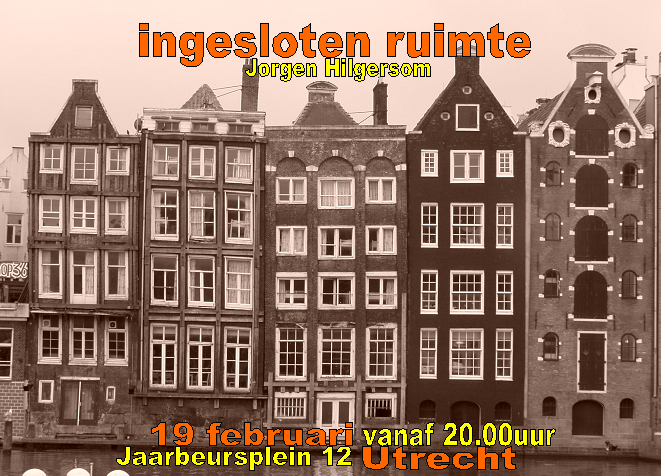 ingesloten ruimte
Jorgen Hilgersom
19 februari vanaf 20.00uur
Jaarbeursplein 12 Utrecht